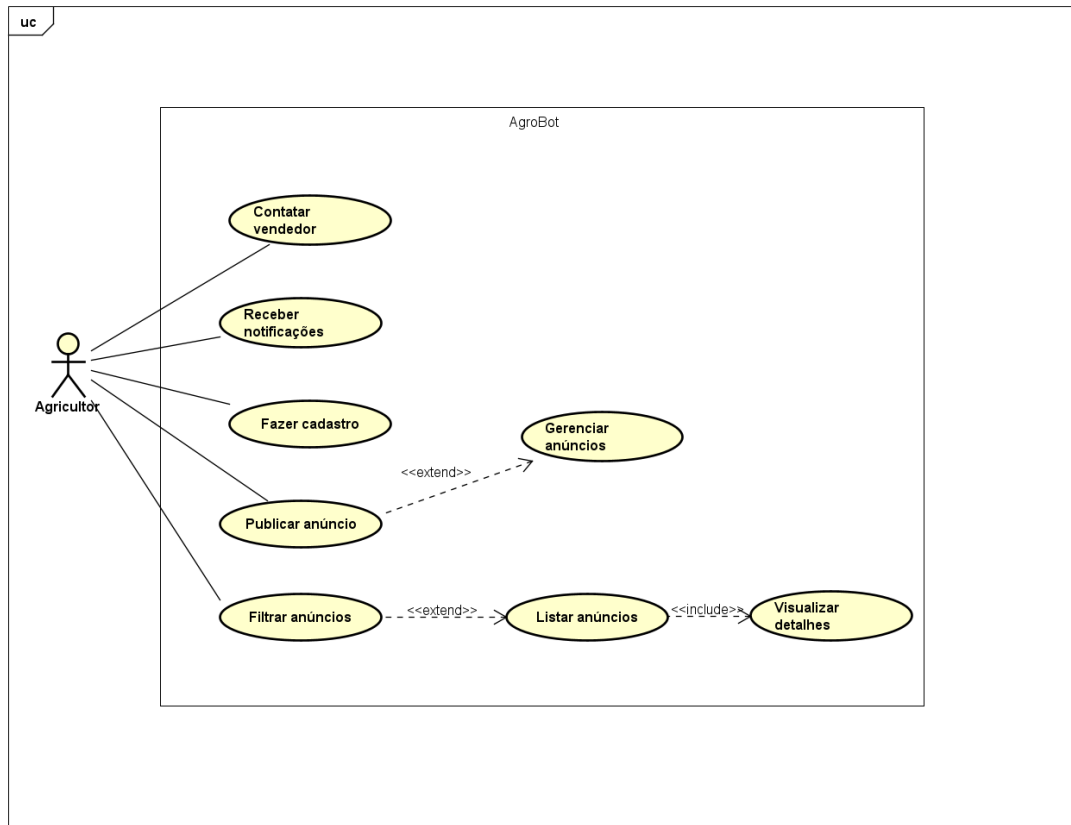 uc
AgroBot
Contatar
vendedor
Receber
notificações
Agricultor
Fazer cadastro
Gerenciar
anúncios
<<extend>>
Publicar anúncio
Filtrar anúncios
<<extend>>
Listar anúncios
<<include>>
Visualizar
detalhes